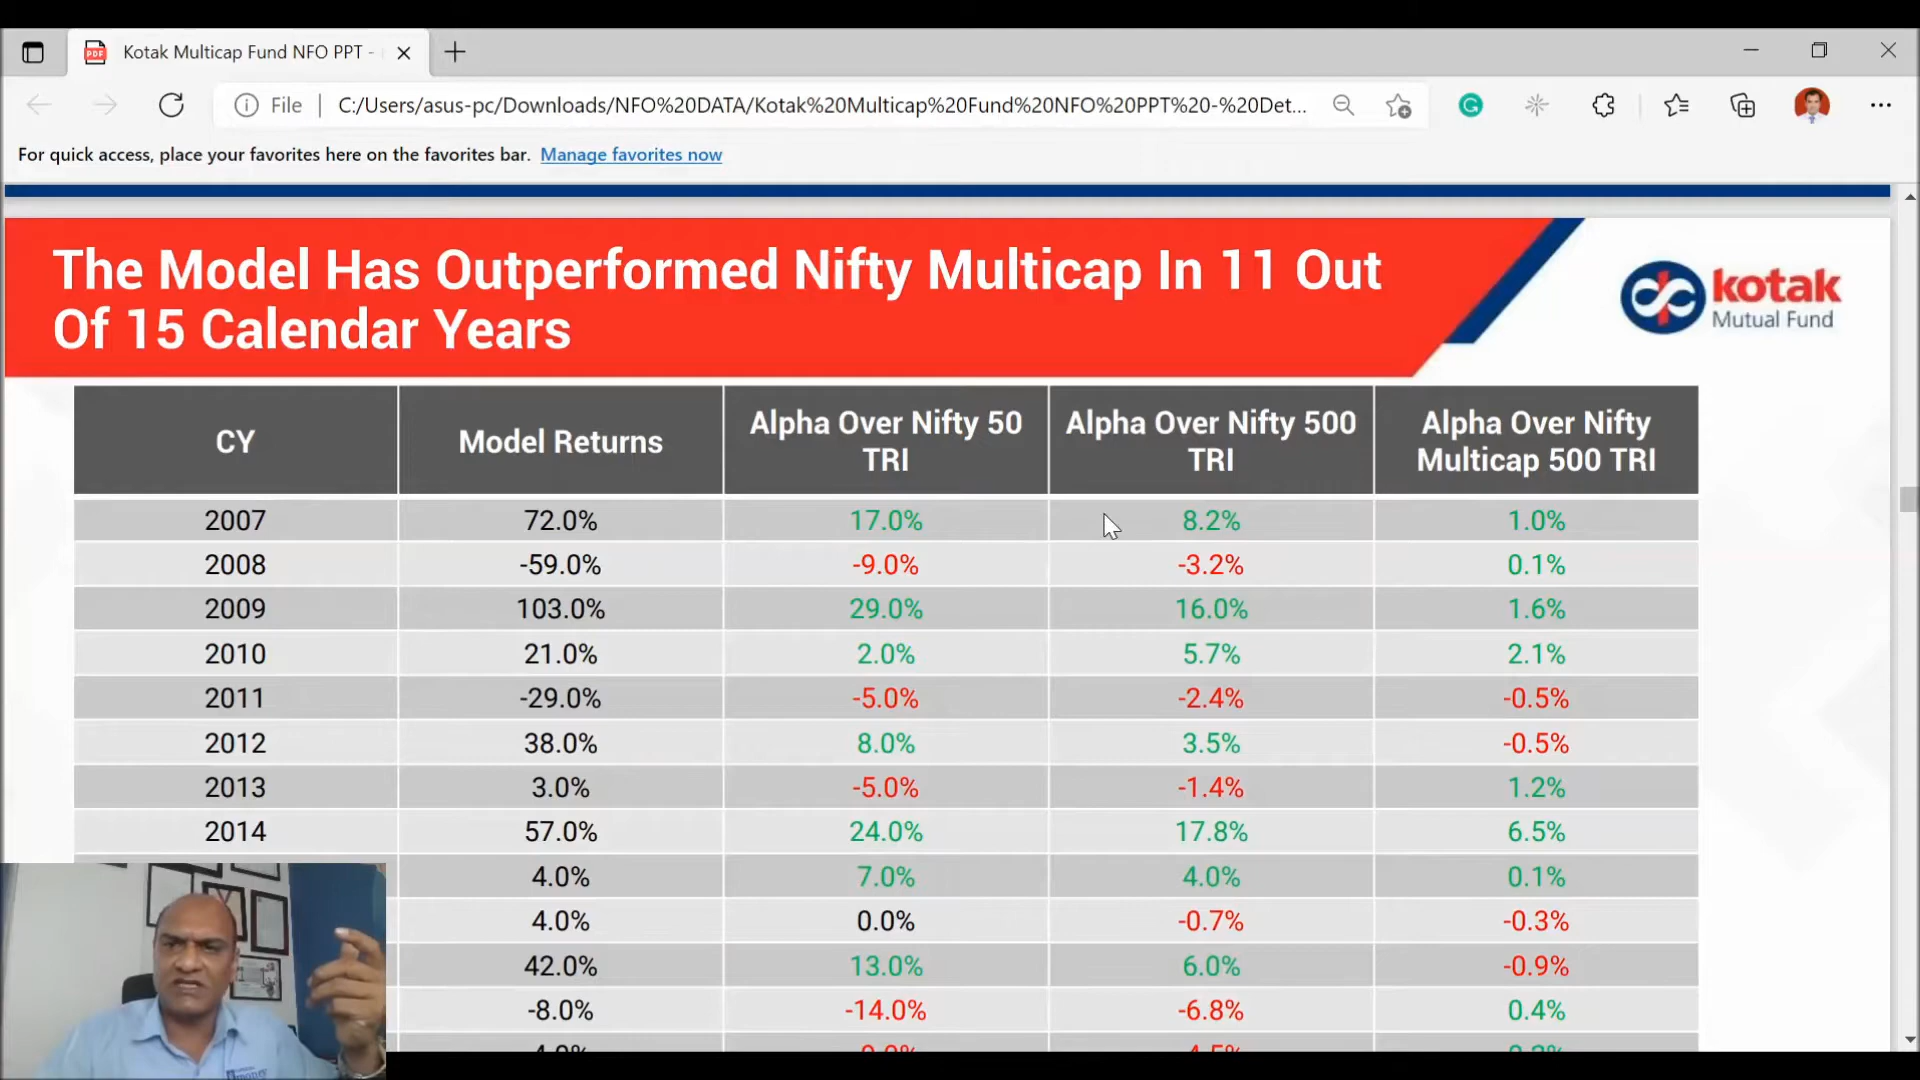 Kotak Multicap Fund NFO PPT -
File
C:/Users/asus-pc/Downloads/NFO%20DATA/Kotak%20Multicap%20Fund%20NFO%20PPT%20-%20Det...
For quick access, place your favorites here on the favorites bar. Manage favorites now
The Model Has Outperformed Nifty Multicap In 11 Out
Of 15 Calendar Years
kotak
Mutual Fund
CY Model Returns Alpha Over Nifty 50 TRI Alpha Over Nifty 500 TRI Alpha Over Nifty Multicap 500 TRI
2007 72.0% 17.0% 8.2% 1.0%
2008 -59.0% -9.0% -3.2% 0.1%
2009 103.0% 29.0% 16.0% 1.6%
2010 21.0% 2.0% 5.7% 2.1%
2011 -29.0% -5.0% -2.4% -0.5%
2012 38.0% 8.0% 3.5% -0.5%
2013 3.0% -5.0% -1.4% 1.2%
2014 57.0% 24.0% 17.8% 6.5%
4.0% 7.0% 4.0% 0.1%
4.0% 0.0% -0.7% -0.3%
42.0% 13.0% 6.0% -0.9%
-8.0% -14.0% -6.8% 0.4%